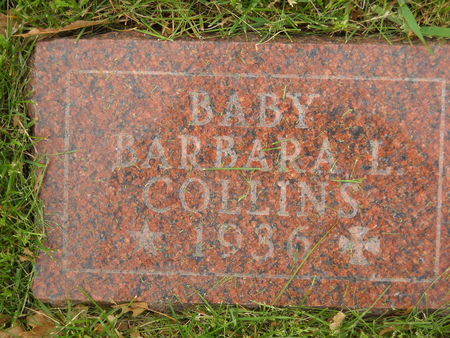 BABY
BARBARA L.
COLLINS
★ 1936 ✠